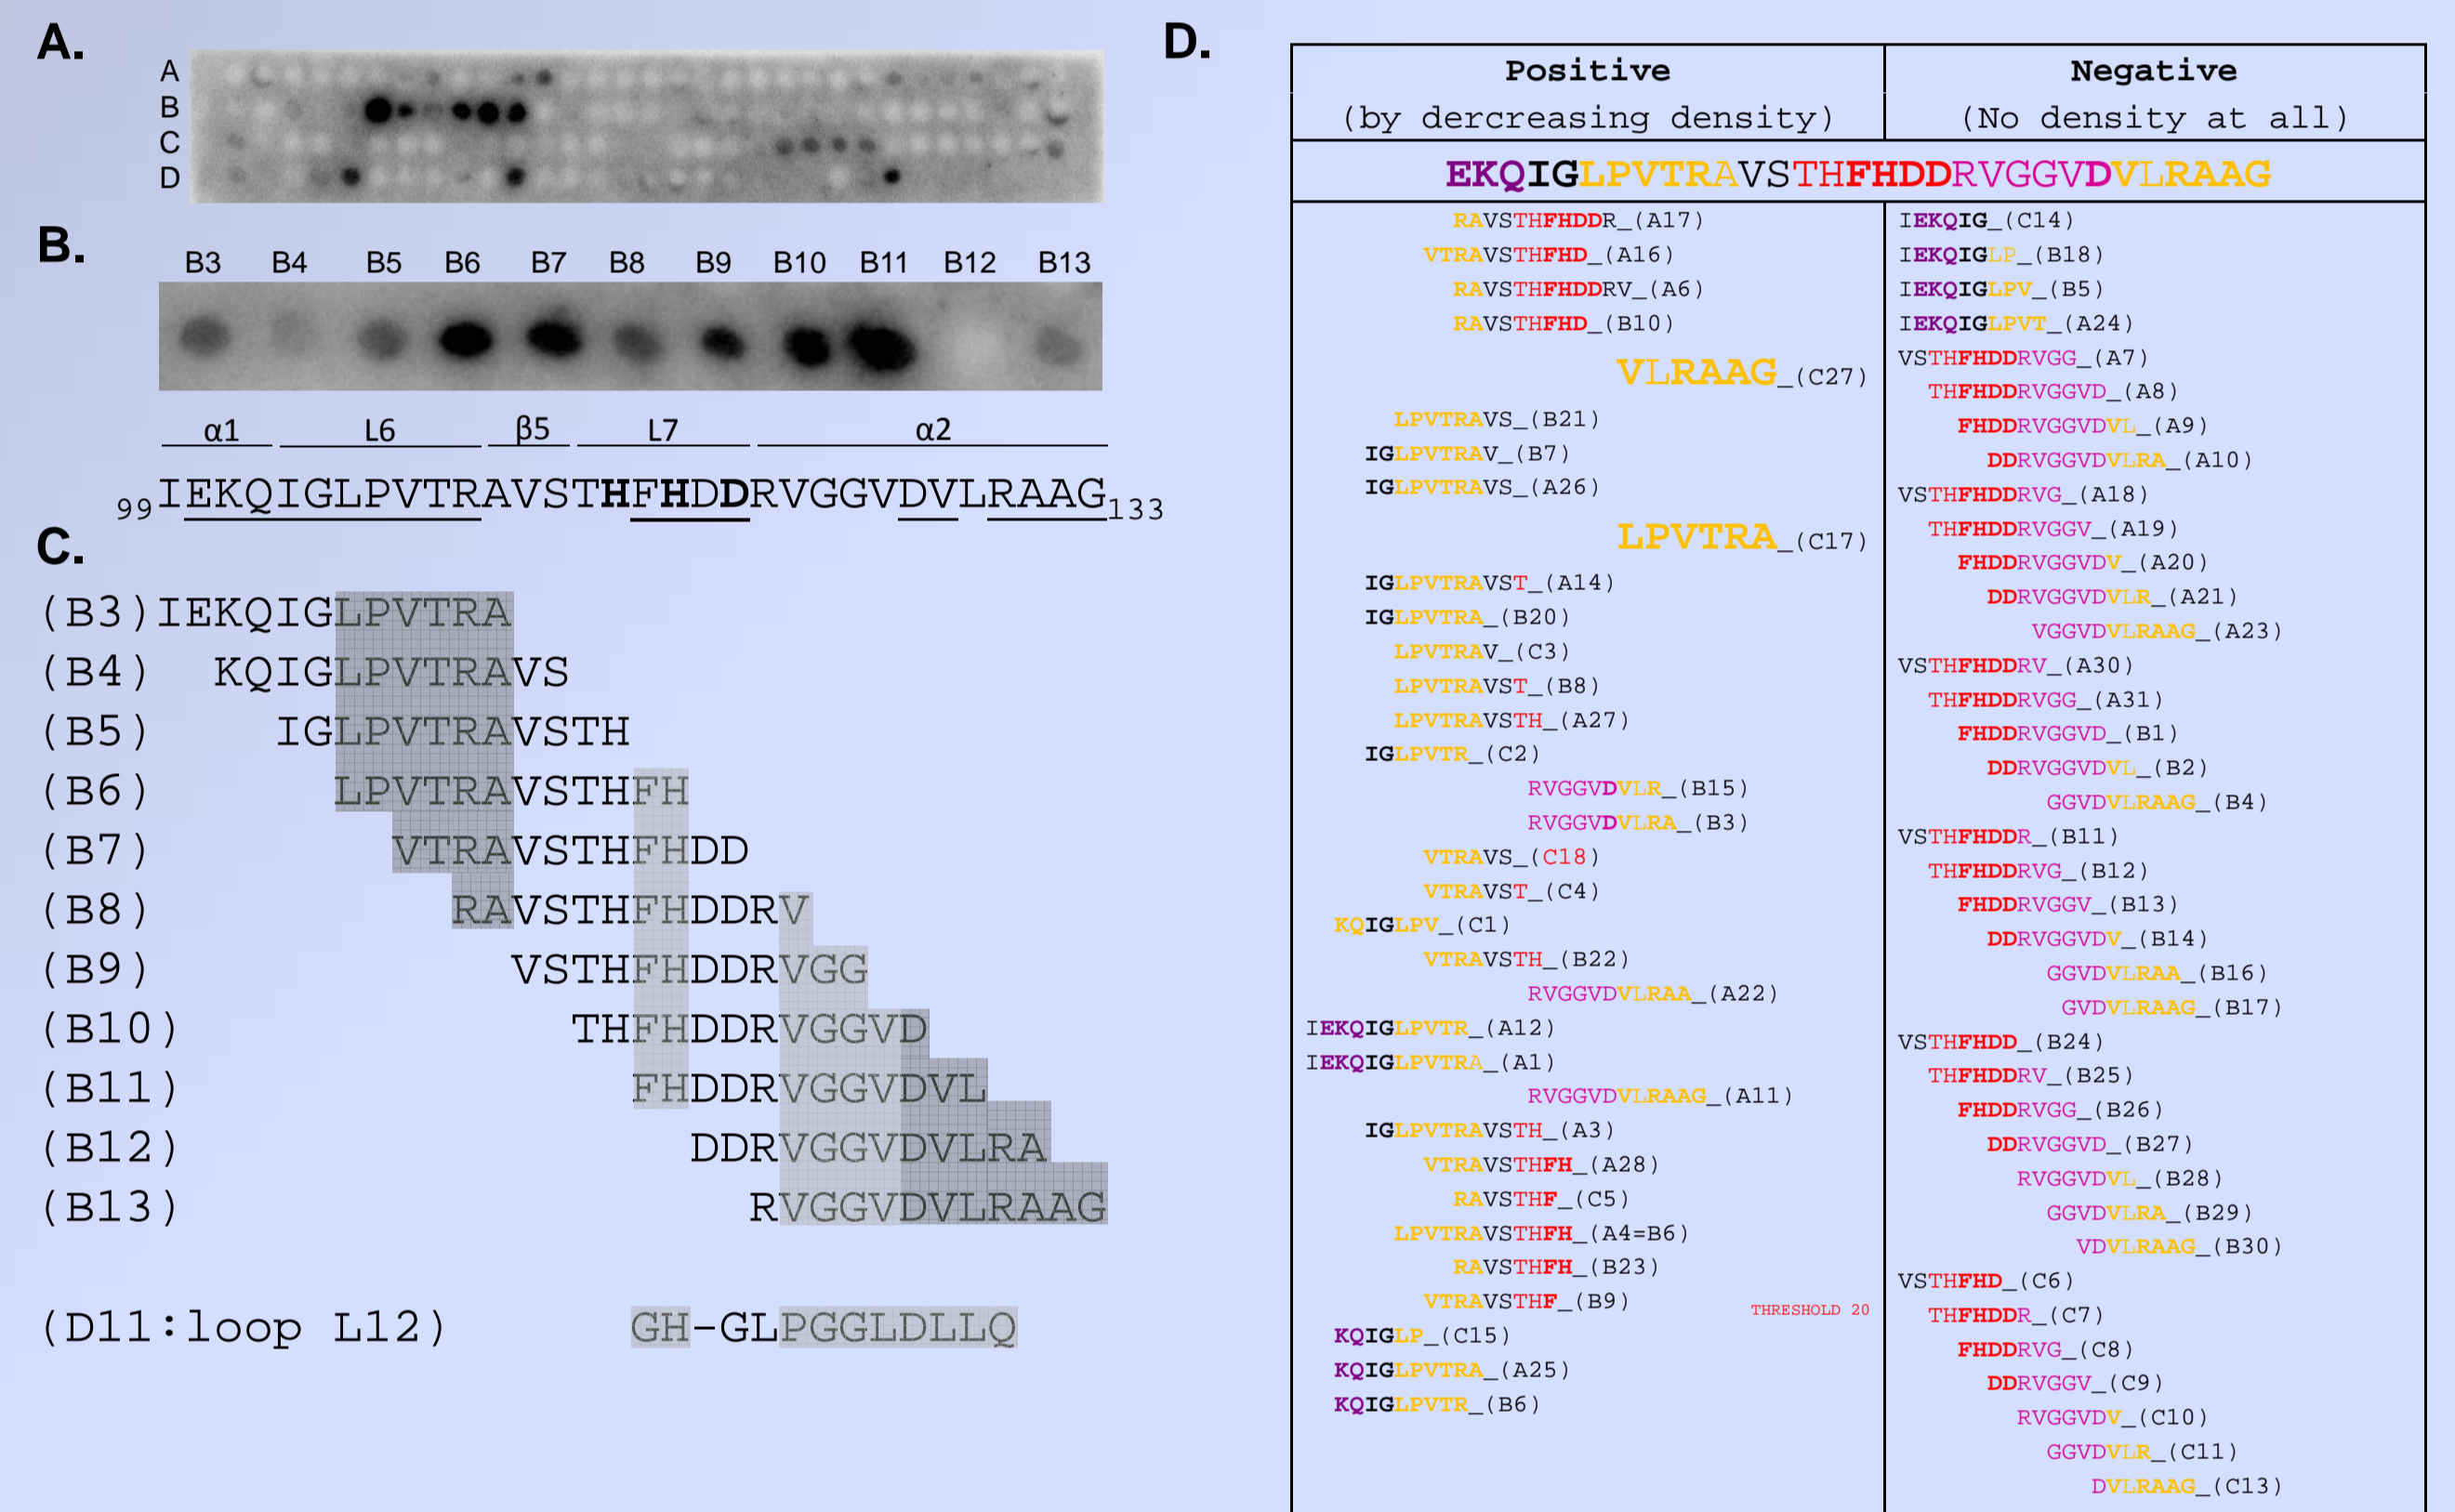 A.
A
B
C
D
B.
B3 B4 B5 B6 B7 B8 B9 B10 B11 B12 B13
α1 L6 β5 L7 α2
99IEKQIGLPVTRAVSTHFHDDRVGGVDVLRAAG133
C.
(B3)IEKQIGLPVTRA
(B4) KQIGLPVTRAVS
(B5) IGLPVTRAVSTH
(B6) LPVTRAVSTHFH
(B7) VTRAVSTHFHDD
(B8) RAVSTHFHDDRV
(B9) VSTHFHDDRVGG
(B10) THFHDDRVGGVD
(B11) FHDDRVGGVDVL
(B12) DDRVGGVDVLRA
(B13) RVGGVDVLRAAG
(D11:loop L12) GH-GLPGGLDLLQ
D.
Positive
(by dercreasing density)
Negative
(No density at all)
EKQIGLPVTRAVSTHFHDDRVGGVDVLRAAG
RAVSTHFHDDR_(A17)
VTRAVSTHFHD_(A16)
RAVSTHFHDDRV_(A6)
RAVSTHFHD_(B10)
VLRAAG_(C27)
LPVTRAVS_(B21)
IGLPVTRAV_(B7)
IGLPVTRAVS_(A26)
LPVTRA_(C17)
IGLPVTRAVST_(A14)
IGLPVTRA_(B20)
LPVTRAV_(C3)
LPVTRAVST_(B8)
LPVTRAVSTH_(A27)
IGLPVTR_(C2)
RVGGVDVLR_(B15)
RVGGVDVLRA_(B3)
VTRAVS_(C18)
VTRAVST_(C4)
KQIGLPV_(C1)
VTRAVSTH_(B22)
RVGGVDVLRAA_(A22)
IEKQIGLPVTR_(A12)
IEKQIGLPVTRA_(A1)
RVGGVDVLRAAG_(A11)
IGLPVTRAVSTH_(A3)
VTRAVSTHFH_(A28)
RAVSTHF_(C5)
LPVTRAVSTHFH_(A4=B6)
RAVSTHFH_(B23)
VTRAVSTHF_(B9)
THRESHOLD 20
KQIGLP_(C15)
KQIGLPVTRA_(A25)
KQIGLPVTR_(B6)
IEKQIG_(C14)
IEKQIGLP_(B18)
IEKQIGLPV_(B5)
IEKQIGLPVT_(A24)
VSTHFHDDRVGG_(A7)
THFHDDRVGGVD_(A8)
FHDDRVGGVDVL_(A9)
DDRVGGVDVLRA_(A10)
VSTHFHDDRVG_(A18)
THFHDDRVGGV_(A19)
FHDDRVGGVDV_(A20)
DDRVGGVDVLR_(A21)
VGGVDVLRAAG_(A23)
VSTHFHDDRV_(A30)
THFHDDRVGG_(A31)
FHDDRVGGVD_(B1)
DDRVGGVDVL_(B2)
GGVDVLRAAG_(B4)
VSTHFHDDR_(B11)
THFHDDRVG_(B12)
FHDDRVGGV_(B13)
DDRVGGVDV_(B14)
GGVDVLRAA_(B16)
GVDVLRAAG_(B17)
VSTHFHDD_(B24)
THFHDDRV_(B25)
FHDDRVGG_(B26)
DDRVGGVD_(B27)
RVGGVDVL_(B28)
GGVDVLRA_(B29)
VDVLRAAG_(B30)
VSTHFHD_(C6)
THFHDDR_(C7)
FHDDRVG_(C8)
DDRVGGV_(C9)
RVGGVDV_(C10)
GGVDVLR_(C11)
DVLRAAG_(C13)